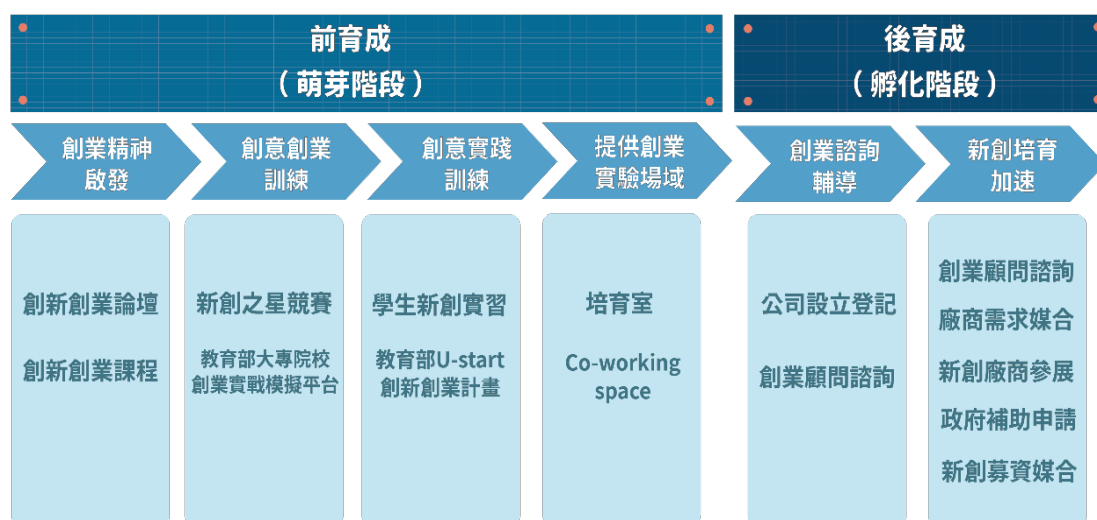 前育成
（萌芽階段）
後育成
（孵化階段）
創業精神
啟發
創意創業
訓練
創意實踐
訓練
提供創業
實驗場域
創業諮詢
輔導
新創培育
加速
創新創業論壇
創新創業課程
新創之星競賽
教育部大專院校
創業實戰模擬平台
學生新創實習
教育部U-start
創新創業計畫
培育室
Co-working
space
公司設立登記
創業顧問諮詢
創業顧問諮詢
廠商需求媒合
新創廠商參展
政府補助申請
新創募資媒合